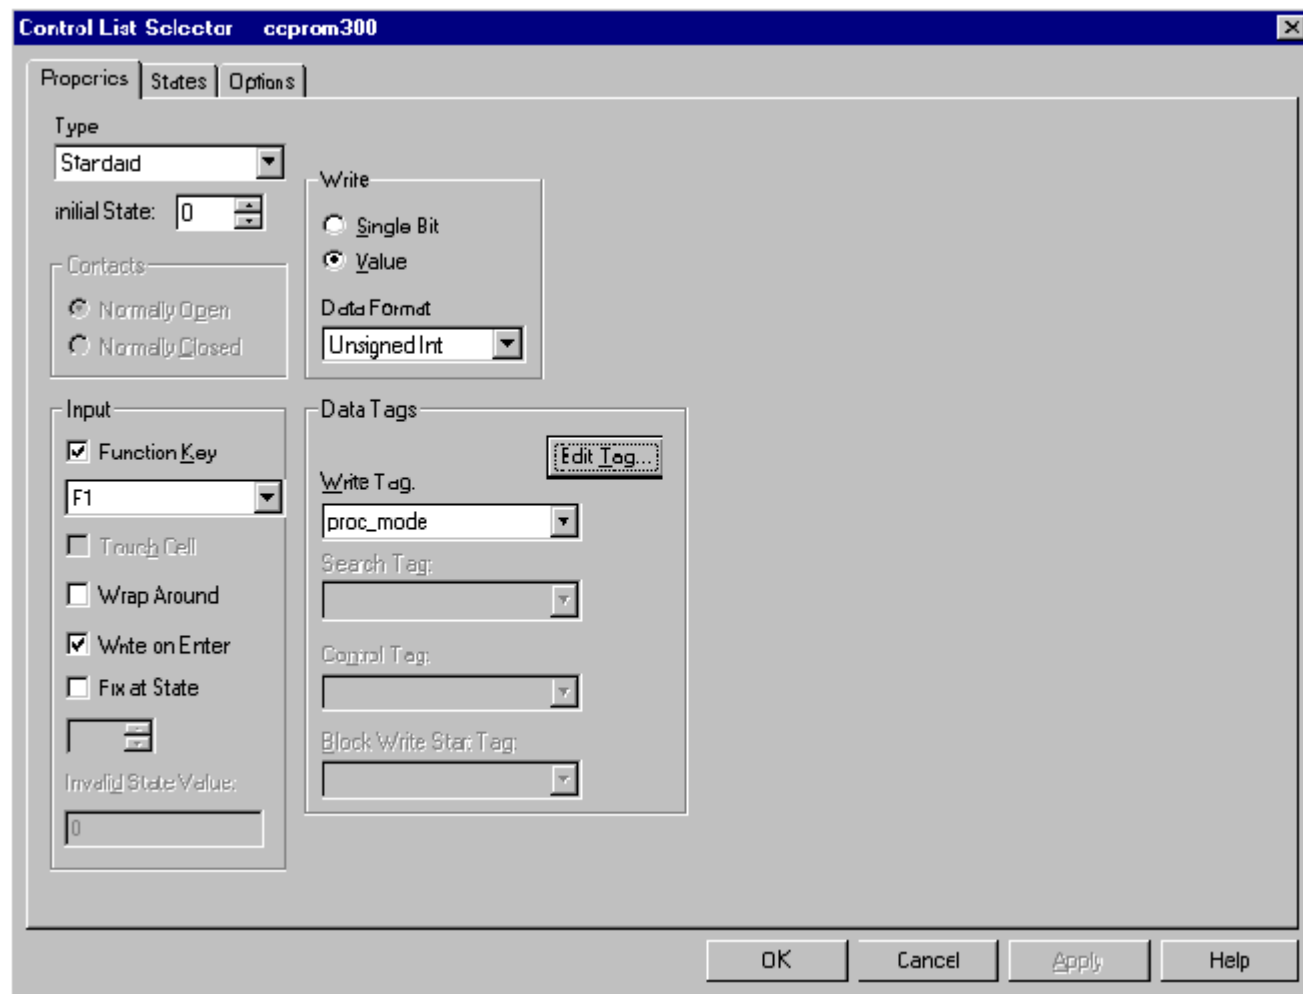 Control List Selector ccprom300
Properties States Options
Type
Standard
Initial State: 0
Contacts
Normally Open
Normally Closed
Write
Single Bit
Value
Data Format
Unsigned Int
Input
Function Key
F1
Touch Cell
Wrap Around
Write on Enter
Fix at State
Invalid State Value:
0
Data Tags
Edit Tag...
Write Tag:
proc_mode
Search Tag:
Control Tag:
Block Write Start Tag:
OK Cancel Apply Help